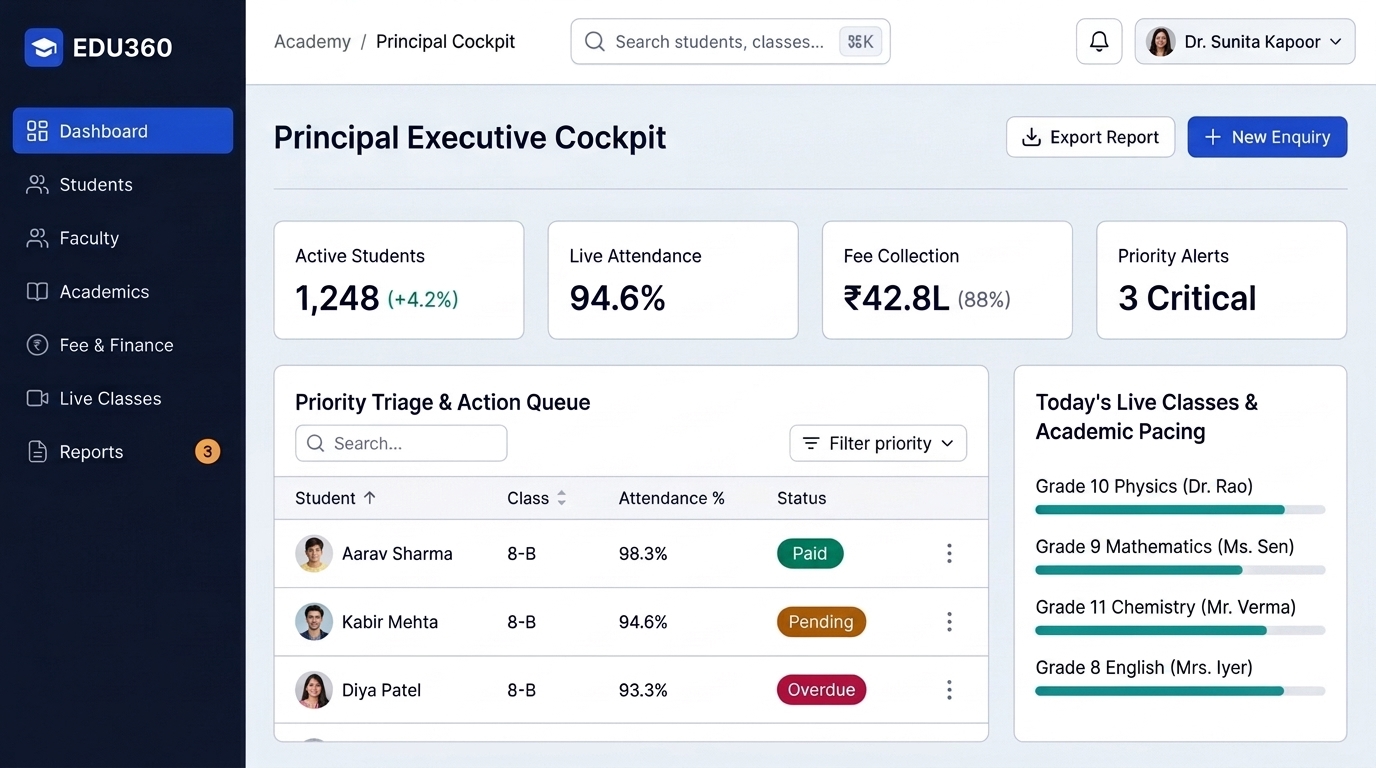 EDU360
Dashboard
Students
Faculty
Academics
Fee & Finance
Live Classes
Reports
3
Academy / Principal Cockpit
Search students, classes...
⌘K
Dr. Sunita Kapoor
Principal Executive Cockpit
Export Report
+ New Enquiry
Active Students
1,248 (+4.2%)
Live Attendance
94.6%
Fee Collection
₹42.8L (88%)
Priority Alerts
3 Critical
Priority Triage & Action Queue
Search...
Filter priority
Student Class Attendance % Status
Aarav Sharma 8-B 98.3% Paid
Kabir Mehta 8-B 94.6% Pending
Diya Patel 8-B 93.3% Overdue
Today's Live Classes &
Academic Pacing
Grade 10 Physics (Dr. Rao)
Grade 9 Mathematics (Ms. Sen)
Grade 11 Chemistry (Mr. Verma)
Grade 8 English (Mrs. Iyer)